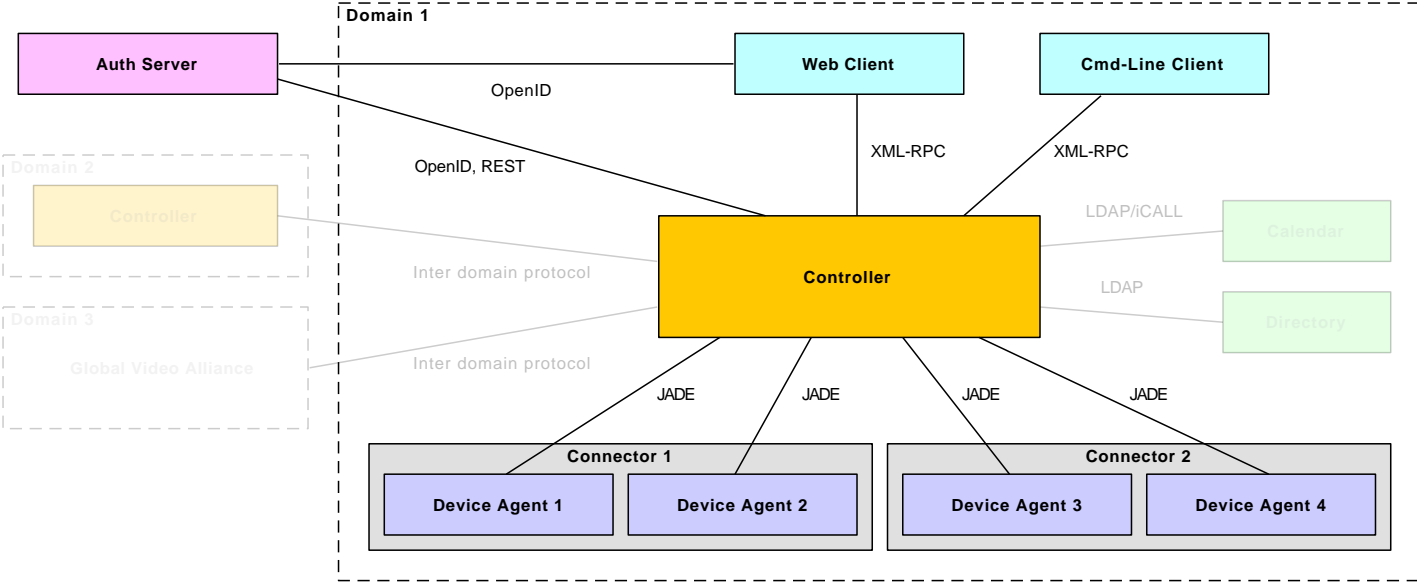 Domain 1
Auth Server
Web Client
Cmd-Line Client
OpenID
OpenID, REST
XML-RPC
XML-RPC
Domain 2
Controller
LDAP/iCALL
Calendar
Inter domain protocol
Controller
LDAP
Directory
Domain 3
Global Video Alliance
Inter domain protocol
JADE
JADE
JADE
JADE
Connector 1
Connector 2
Device Agent 1
Device Agent 2
Device Agent 3
Device Agent 4